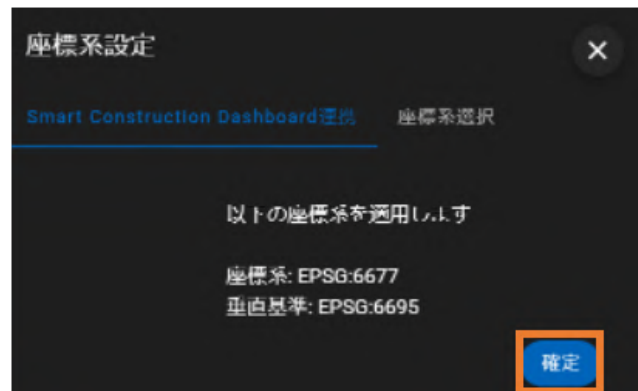 座標系設定
Smart Construction Dashboard連携
座標系選択
以下の座標系を適用します
座標系: EPSG:6677
垂直基準: EPSG:6695
確定